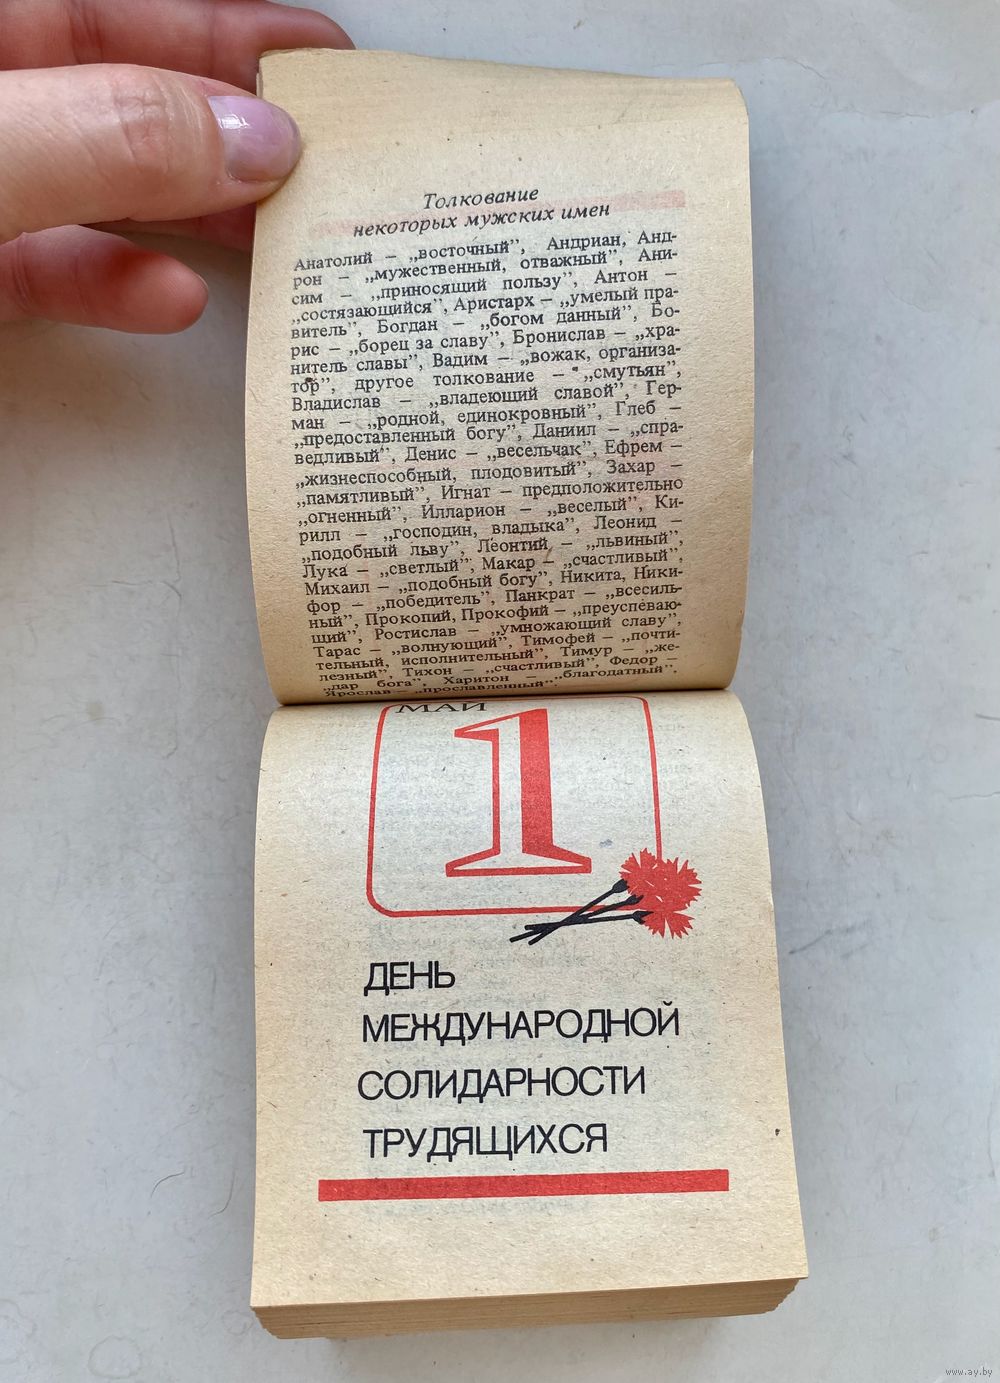 Толкование
некоторых мужских имен
Анатолий – „восточный”, Андриан, Анд-
рон – „мужественный, отважный”, Ани-
сим – „приносящий пользу”, Антон –
„состязающийся”, Аристарх – „умелый пра-
витель”, Богдан – „богом данный”, Бо-
рис – „борец за славу”, Бронислав – „хра-
нитель славы”, Вадим – „вожак, организа-
тор”, другое толкование – „смутьян”,
Владислав – „владеющий славой”, Гер-
ман – „родной, единокровный”, Глеб –
„предоставленный богу”, Даниил – „спра-
ведливый”, Денис – „весельчак”, Ефрем –
„жизнеспособный, плодовитый”, Захар –
„памятливый”, Игнат – предположительно
„огненный”, Илларион – „веселый”, Ки-
рилл – „господин, владыка”, Леонид –
„подобный льву”, Леонтий – „львиный”,
Лука – „светлый”, Макар – „счастливый”,
Михаил – „подобный богу”, Никита, Ники-
фор – „победитель”, Панкрат – „всесиль-
ный”, Прокопий, Прокофий – „преуспеваю-
щий”, Ростислав – „умножающий славу”,
Тарас – „волнующий”, Тимофей – „почти-
тельный, исполнительный”, Тимур – „же-
лезный”, Тихон – „счастливый”, Федор –
„дар бога”, Харитон – „благодатный”,
Ярослав – „прославленный”.
МАЙ
1
ДЕНЬ
МЕЖДУНАРОДНОЙ
СОЛИДАРНОСТИ
ТРУДЯЩИХСЯ
www.ay.by